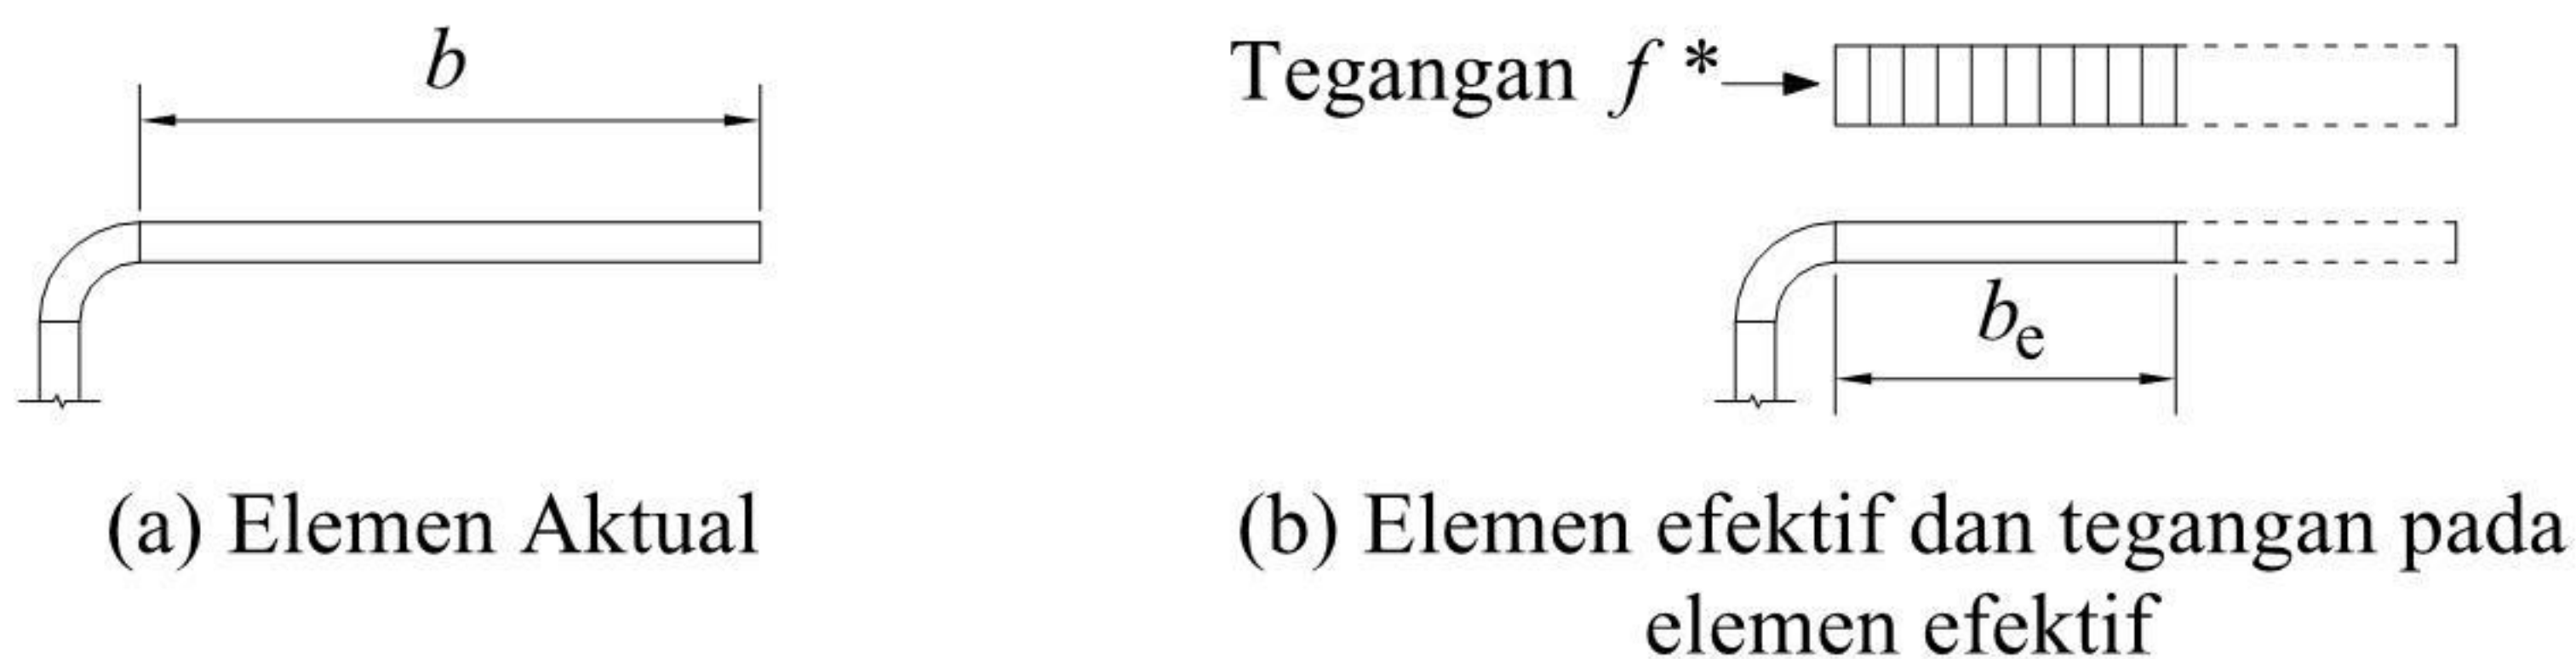 b
Tegangan f *
b_e
(a) Elemen Aktual
(b) Elemen efektif dan tegangan pada
elemen efektif